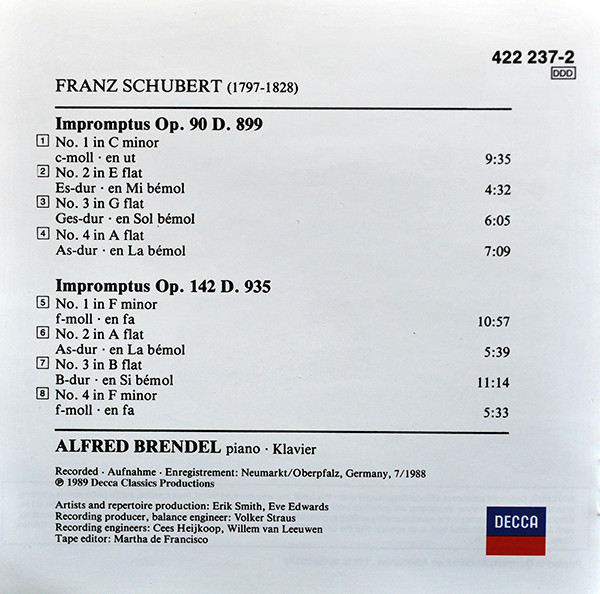 422 237-2
DDD
FRANZ SCHUBERT (1797-1828)
Impromptus Op. 90 D. 899
1 No. 1 in C minor
c-moll · en ut 9:35
2 No. 2 in E flat
Es-dur · en Mi bémol 4:32
3 No. 3 in G flat
Ges-dur · en Sol bémol 6:05
4 No. 4 in A flat
As-dur · en La bémol 7:09
Impromptus Op. 142 D. 935
5 No. 1 in F minor
f-moll · en fa 10:57
6 No. 2 in A flat
As-dur · en La bémol 5:39
7 No. 3 in B flat
B-dur · en Si bémol 11:14
8 No. 4 in F minor
f-moll · en fa 5:33
ALFRED BRENDEL piano · Klavier
Recorded · Aufnahme · Enregistrement: Neumarkt/Oberpfalz, Germany, 7/1988
℗ 1989 Decca Classics Productions
Artists and repertoire production: Erik Smith, Eve Edwards
Recording producer, balance engineer: Volker Straus
Recording engineers: Cees Heijkoop, Willem van Leeuwen
Tape editor: Martha de Francisco
DECCA